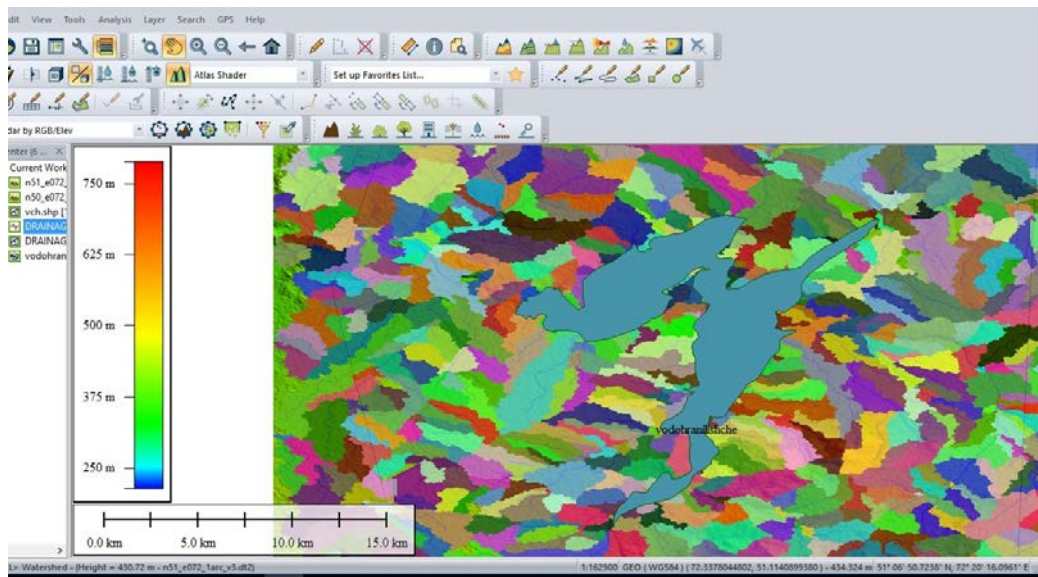 dit View Tools Analysis Layer Search GPS Help
Atlas Shader
Set up Favorites List...
dar by RGB/Elev
enter (6 ...
Current Work
n51_e072_
n50_e072_
vch.shp [
DRAINAG
DRAINAG
vodohran
750 m
625 m
500 m
375 m
250 m
vodohranilishche
0.0 km 5.0 km 10.0 km 15.0 km
L> Watershed - (Height = 430.72 m - n51_e072_1arc_v3.dt2)
1:162900 GEO ( WGS84 ) ( 72.3378044802, 51.1140899380 ) - 434.324 m 51° 06' 50.7238" N, 72° 20' 16.0961" E